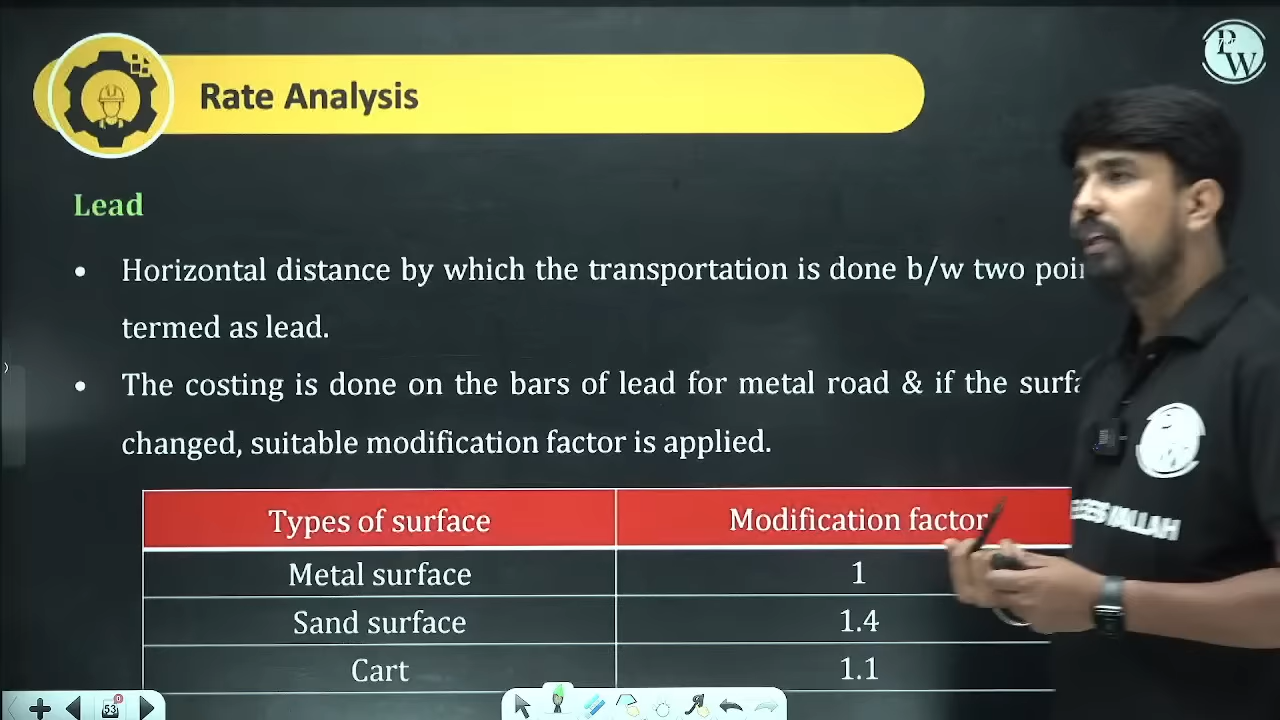 Rate Analysis
PW
Lead
• Horizontal distance by which the transportation is done b/w two
termed as lead.
• The costing is done on the bars of lead for metal road & if the
changed, suitable modification factor is applied.
Types of surface Modification factor
Metal surface 1
Sand surface 1.4
Cart 1.1
53